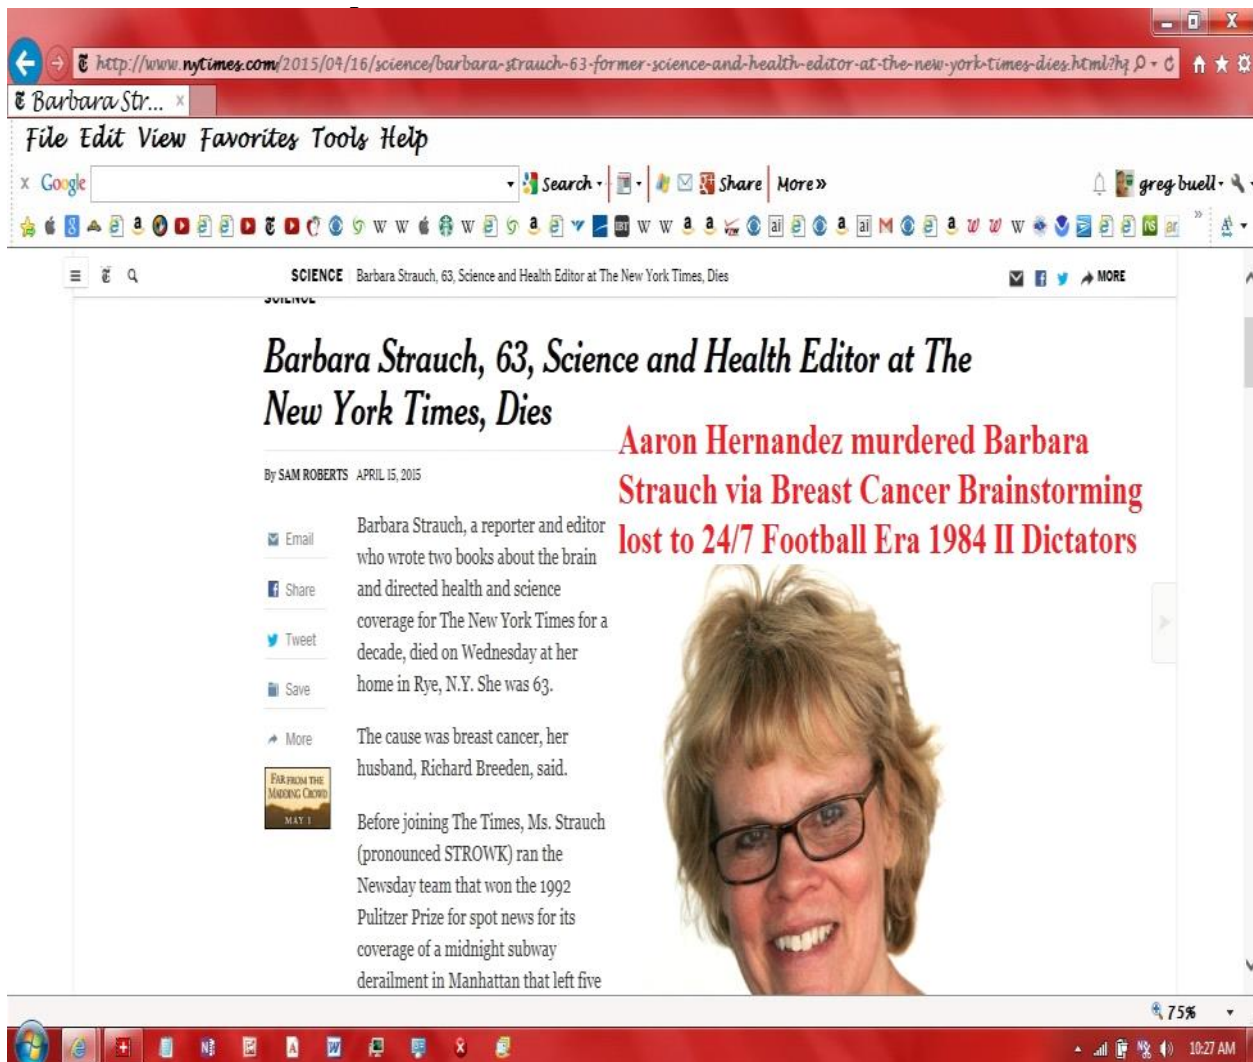 http://www.nytimes.com/2015/04/16/science/barbara-strauch-63-former-science-and-health-editor-at-the-new-york-times-dies.html?hp
Barbara Str...
File Edit View Favorites Tools Help
x Google Search Share More» greg buell
SCIENCE Barbara Strauch, 63, Science and Health Editor at The New York Times, Dies MORE
SCIENCE
Barbara Strauch, 63, Science and Health Editor at The
New York Times, Dies
Aaron Hernandez murdered Barbara
Strauch via Breast Cancer Brainstorming
lost to 24/7 Football Era 1984 II Dictators
By SAM ROBERTS APRIL 15, 2015
Email
Share
Tweet
Save
More
FAR FROM THE
MADDING CROWD
MAY 1
Barbara Strauch, a reporter and editor
who wrote two books about the brain
and directed health and science
coverage for The New York Times for a
decade, died on Wednesday at her
home in Rye, N.Y. She was 63.
The cause was breast cancer, her
husband, Richard Breeden, said.
Before joining The Times, Ms. Strauch
(pronounced STROWK) ran the
Newsday team that won the 1992
Pulitzer Prize for spot news for its
coverage of a midnight subway
derailment in Manhattan that left five
75%
10:27 AM